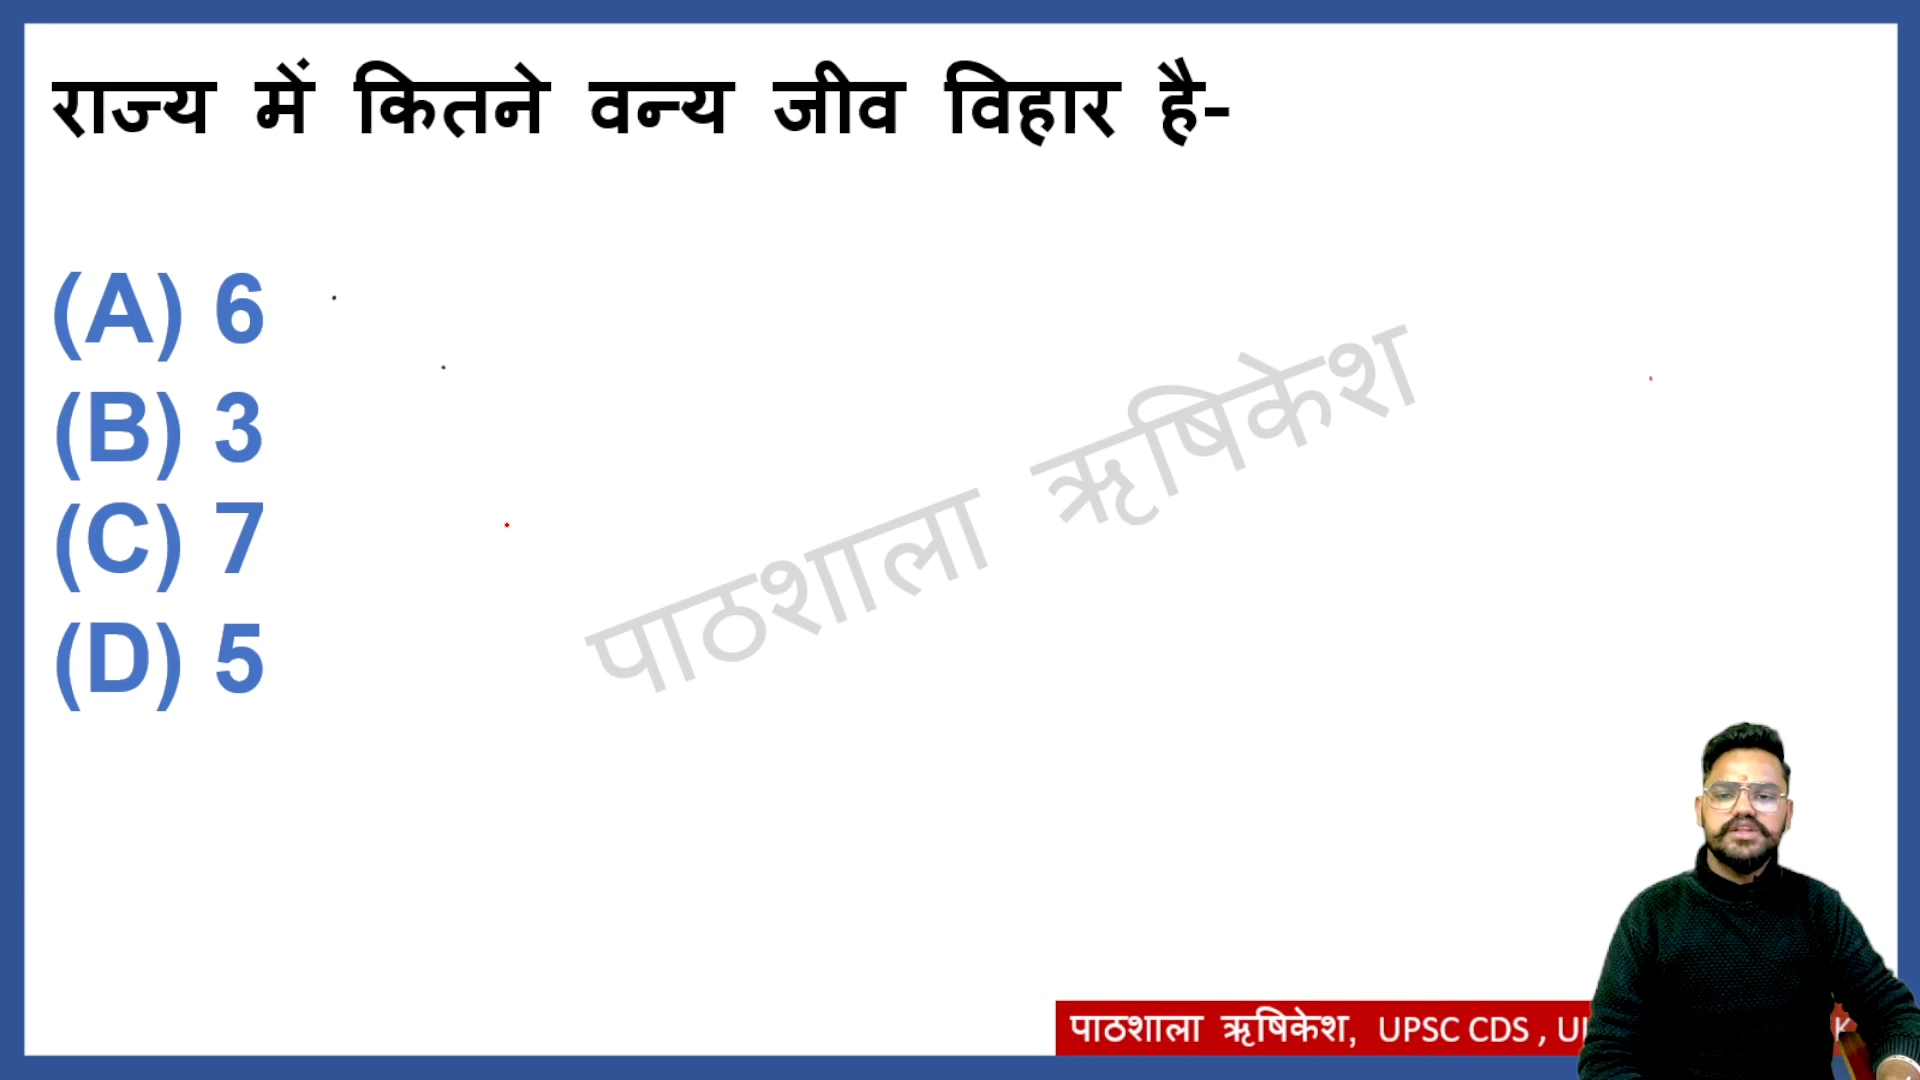 राज्य में कितने वन्य जीव विहार है-
(A) 6
(B) 3
(C) 7
(D) 5
पाठशाला ऋषिकेश
पाठशाला ऋषिकेश, UPSC CDS ,